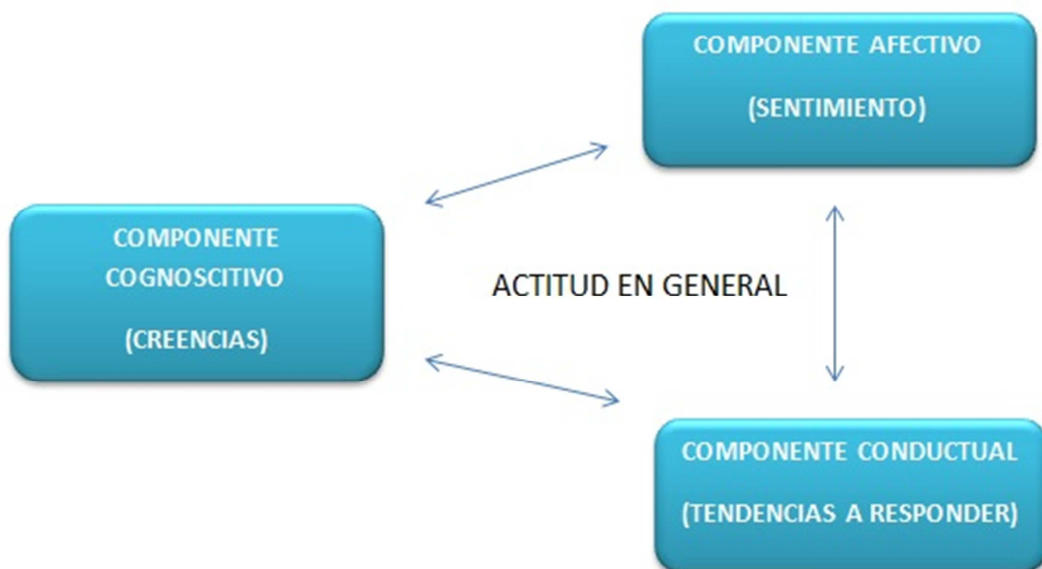 COMPONENTE AFECTIVO
(SENTIMIENTO)
COMPONENTE
COGNOSCITIVO
(CREENCIAS)
ACTITUD EN GENERAL
COMPONENTE CONDUCTUAL
(TENDENCIAS A RESPONDER)